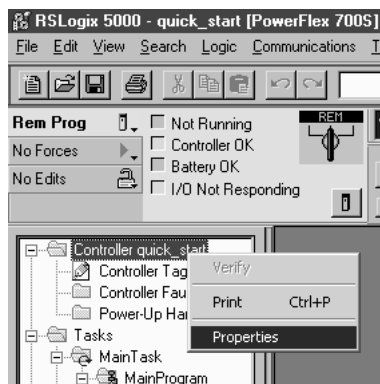 RSLogix 5000 - quick_start [PowerFlex 700S]
File Edit View Search Logic Communications
Rem Prog
No Forces
No Edits
Not Running
Controller OK
Battery OK
I/O Not Responding
REM
Controller quick_start
Controller Tag
Controller Fau
Power-Up Ha
Tasks
MainTask
MainProgram
Verify
Print Ctrl+P
Properties